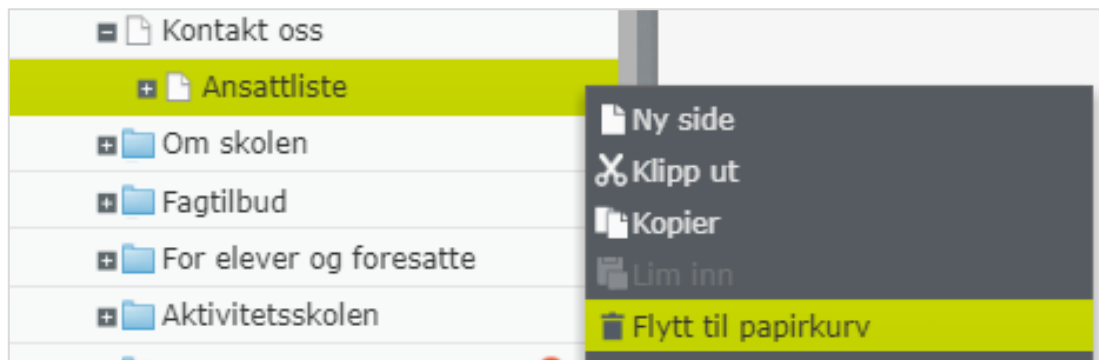 Kontakt oss
Ansattliste
Om skolen
Fagtilbud
For elever og foresatte
Aktivitetsskolen
Ny side
Klipp ut
Kopier
Lim inn
Flytt til papirkurv